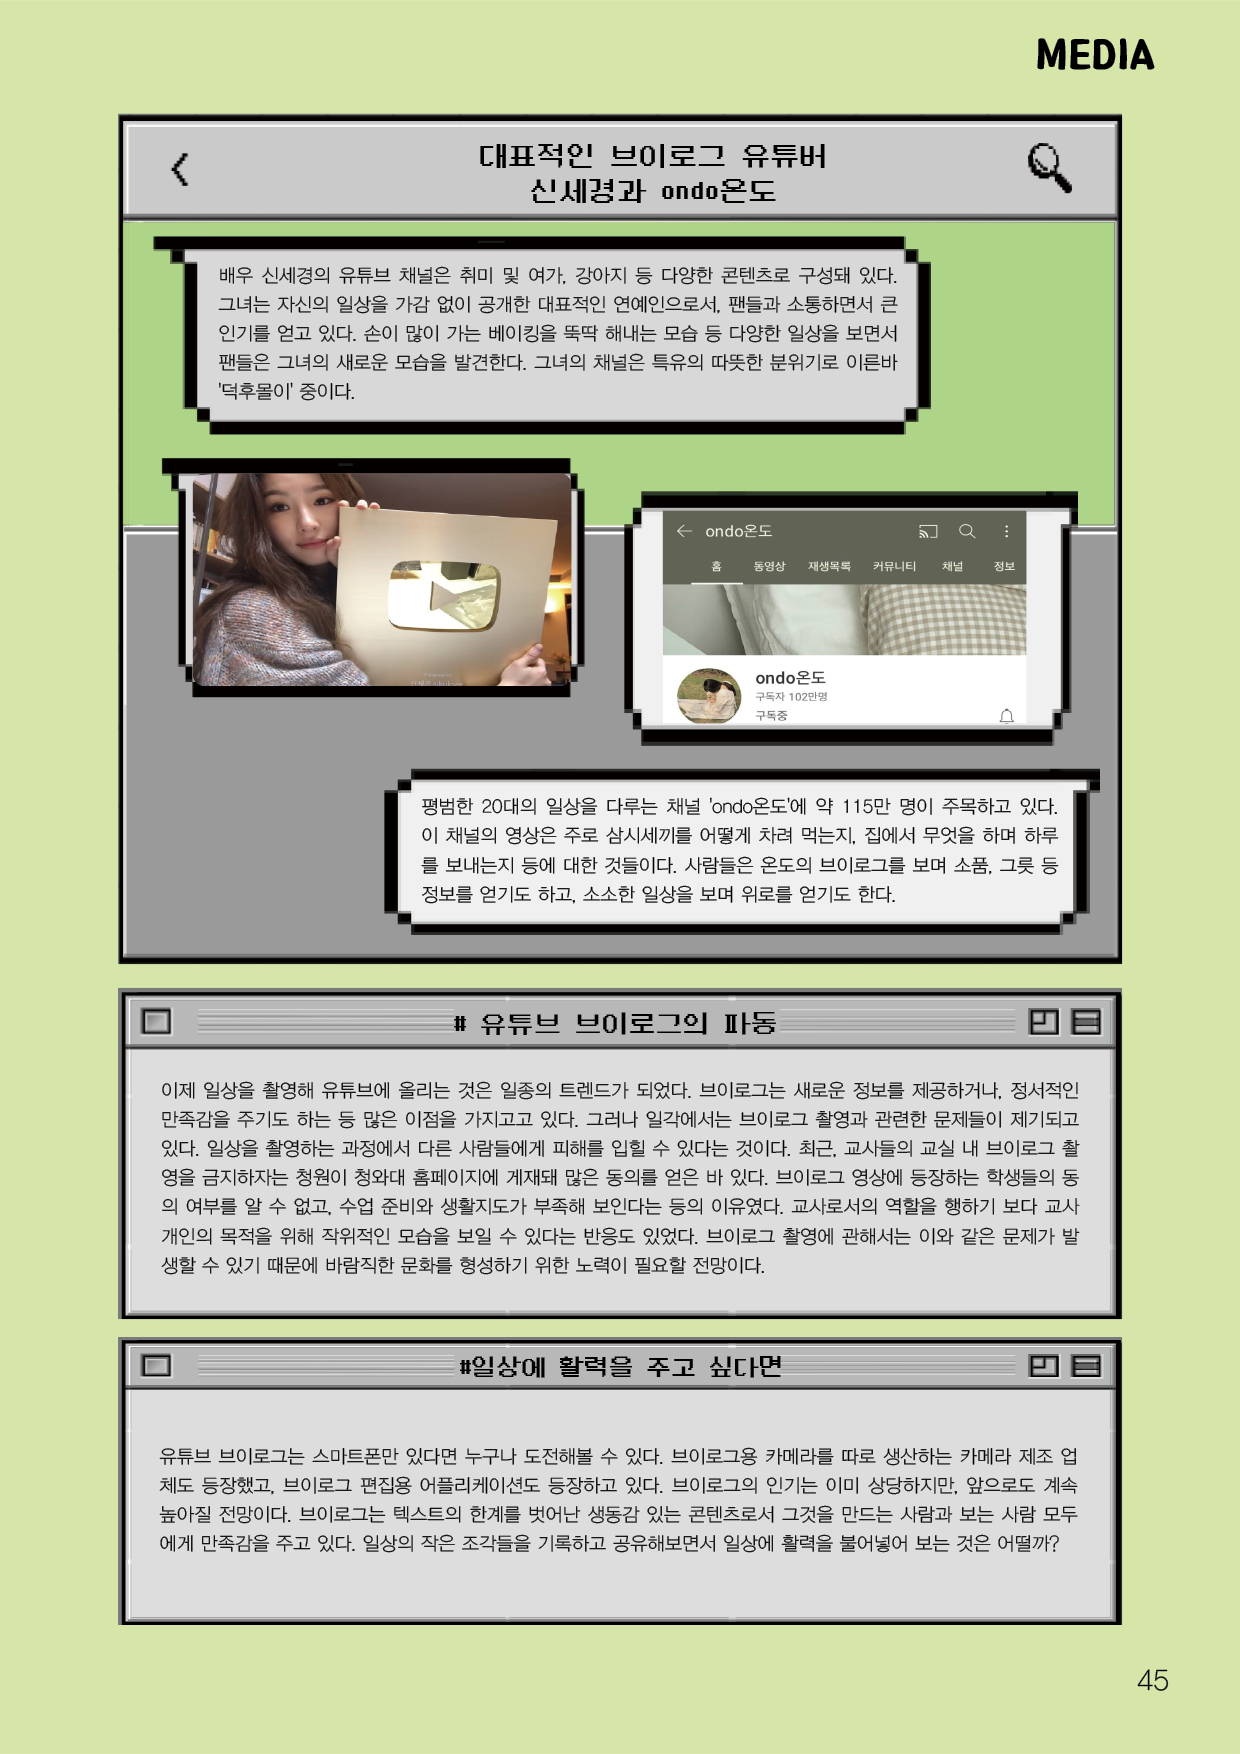 MEDIA
대표적인 브이로그 유튜버
신세경과 ondo온도
배우 신세경의 유튜브 채널은 취미 및 여가, 강아지 등 다양한 콘텐츠로 구성돼 있다.
그녀는 자신의 일상을 가감 없이 공개한 대표적인 연예인으로서, 팬들과 소통하면서 큰
인기를 얻고 있다. 손이 많이 가는 베이킹을 뚝딱 해내는 모습 등 다양한 일상을 보면서
팬들은 그녀의 새로운 모습을 발견한다. 그녀의 채널은 특유의 따뜻한 분위기로 이른바
'덕후몰이' 중이다.
ondo온도
홈 동영상 재생목록 커뮤니티 채널 정보
ondo온도
구독자 102만명
구독중
평범한 20대의 일상을 다루는 채널 'ondo온도'에 약 115만 명이 주목하고 있다.
이 채널의 영상은 주로 삼시세끼를 어떻게 차려 먹는지, 집에서 무엇을 하며 하루
를 보내는지 등에 대한 것들이다. 사람들은 온도의 브이로그를 보며 소품, 그릇 등
정보를 얻기도 하고, 소소한 일상을 보며 위로를 얻기도 한다.
# 유튜브 브이로그의 파동
이제 일상을 촬영해 유튜브에 올리는 것은 일종의 트렌드가 되었다. 브이로그는 새로운 정보를 제공하거나, 정서적인
만족감을 주기도 하는 등 많은 이점을 가지고고 있다. 그러나 일각에서는 브이로그 촬영과 관련한 문제들이 제기되고
있다. 일상을 촬영하는 과정에서 다른 사람들에게 피해를 입힐 수 있다는 것이다. 최근, 교사들의 교실 내 브이로그 촬
영을 금지하자는 청원이 청와대 홈페이지에 게재돼 많은 동의를 얻은 바 있다. 브이로그 영상에 등장하는 학생들의 동
의 여부를 알 수 없고, 수업 준비와 생활지도가 부족해 보인다는 등의 이유였다. 교사로서의 역할을 행하기 보다 교사
개인의 목적을 위해 작위적인 모습을 보일 수 있다는 반응도 있었다. 브이로그 촬영에 관해서는 이와 같은 문제가 발
생할 수 있기 때문에 바람직한 문화를 형성하기 위한 노력이 필요할 전망이다.
#일상에 활력을 주고 싶다면
유튜브 브이로그는 스마트폰만 있다면 누구나 도전해볼 수 있다. 브이로그용 카메라를 따로 생산하는 카메라 제조 업
체도 등장했고, 브이로그 편집용 어플리케이션도 등장하고 있다. 브이로그의 인기는 이미 상당하지만, 앞으로도 계속
높아질 전망이다. 브이로그는 텍스트의 한계를 벗어난 생동감 있는 콘텐츠로서 그것을 만드는 사람과 보는 사람 모두
에게 만족감을 주고 있다. 일상의 작은 조각들을 기록하고 공유해보면서 일상에 활력을 불어넣어 보는 것은 어떨까?
45